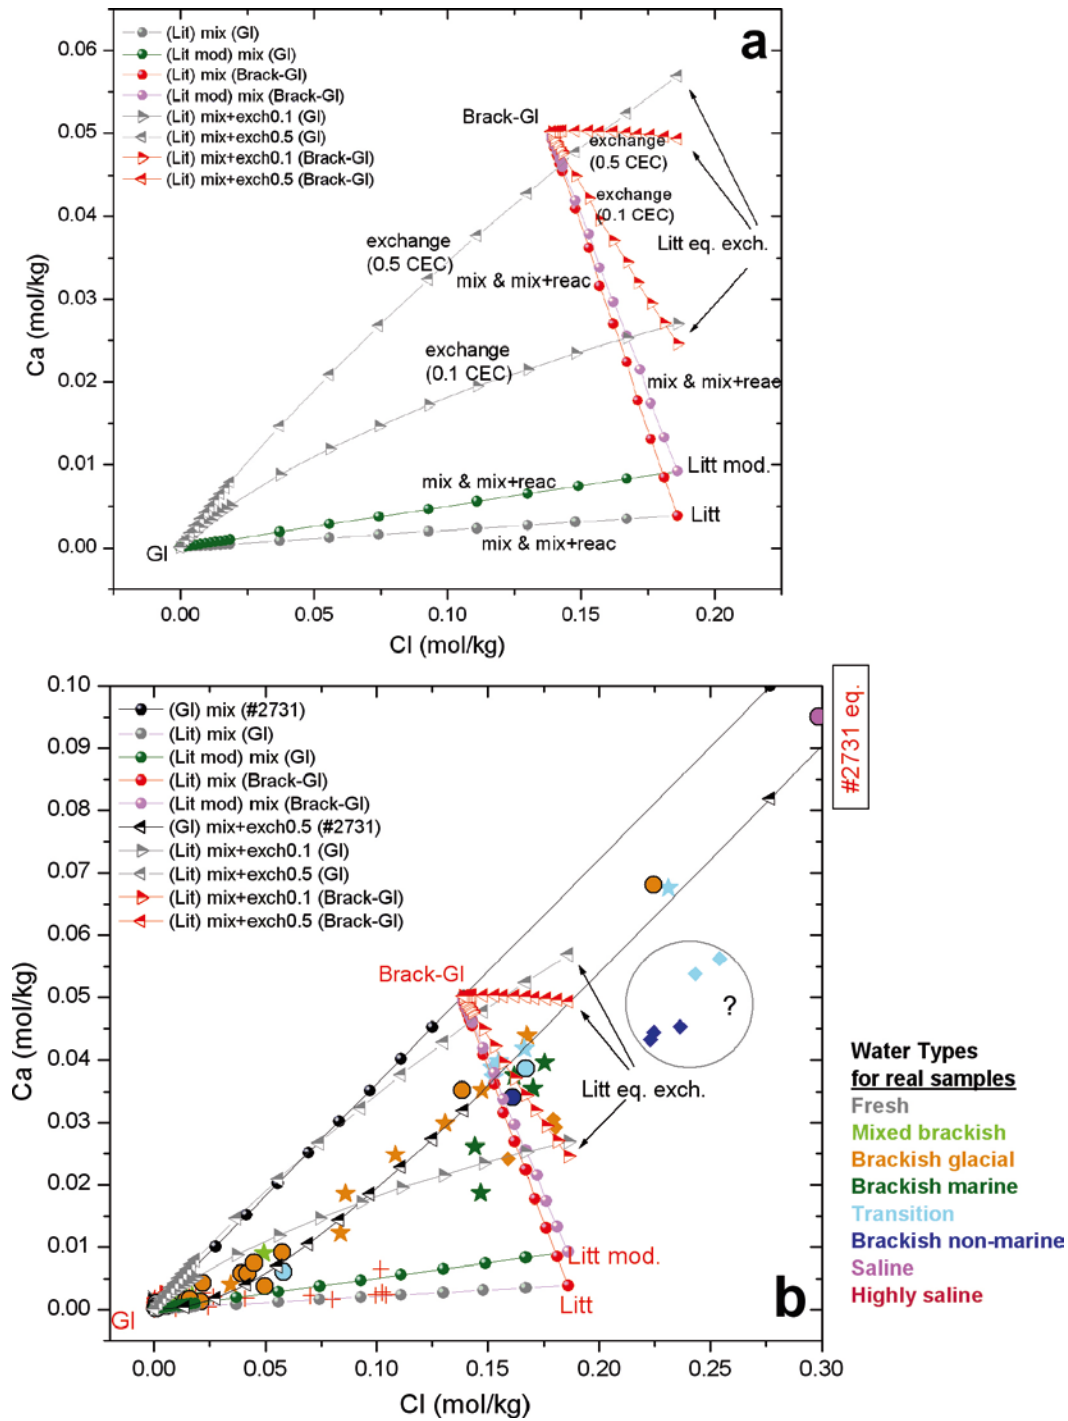 a
(Lit) mix (Gl)
(Lit mod) mix (Gl)
(Lit) mix (Brack-Gl)
(Lit mod) mix (Brack-Gl)
(Lit) mix+exch0.1 (Gl)
(Lit) mix+exch0.5 (Gl)
(Lit) mix+exch0.1 (Brack-Gl)
(Lit) mix+exch0.5 (Brack-Gl)
Brack-Gl
exchange
(0.5 CEC)
exchange
(0.1 CEC)
Litt eq. exch.
exchange
(0.5 CEC)
mix & mix+reac
exchange
(0.1 CEC)
mix & mix+reac
Litt mod.
mix & mix+reac
Litt
mix & mix+reac
Gl
0.06
0.05
0.04
0.03
0.02
0.01
0.00
Ca (mol/kg)
0.00
0.05
0.10
0.15
0.20
Cl (mol/kg)
b
(Gl) mix (#2731)
(Lit) mix (Gl)
(Lit mod) mix (Gl)
(Lit) mix (Brack-Gl)
(Lit mod) mix (Brack-Gl)
(Gl) mix+exch0.5 (#2731)
(Lit) mix+exch0.1 (Gl)
(Lit) mix+exch0.5 (Gl)
(Lit) mix+exch0.1 (Brack-Gl)
(Lit) mix+exch0.5 (Brack-Gl)
#2731 eq.
Brack-Gl
?
Litt eq. exch.
Litt mod.
Litt
Gl
0.10
0.09
0.08
0.07
0.06
0.05
0.04
0.03
0.02
0.01
0.00
Ca (mol/kg)
0.00
0.05
0.10
0.15
0.20
0.25
0.30
Cl (mol/kg)
Water Types
for real samples
Fresh
Mixed brackish
Brackish glacial
Brackish marine
Transition
Brackish non-marine
Saline
Highly saline